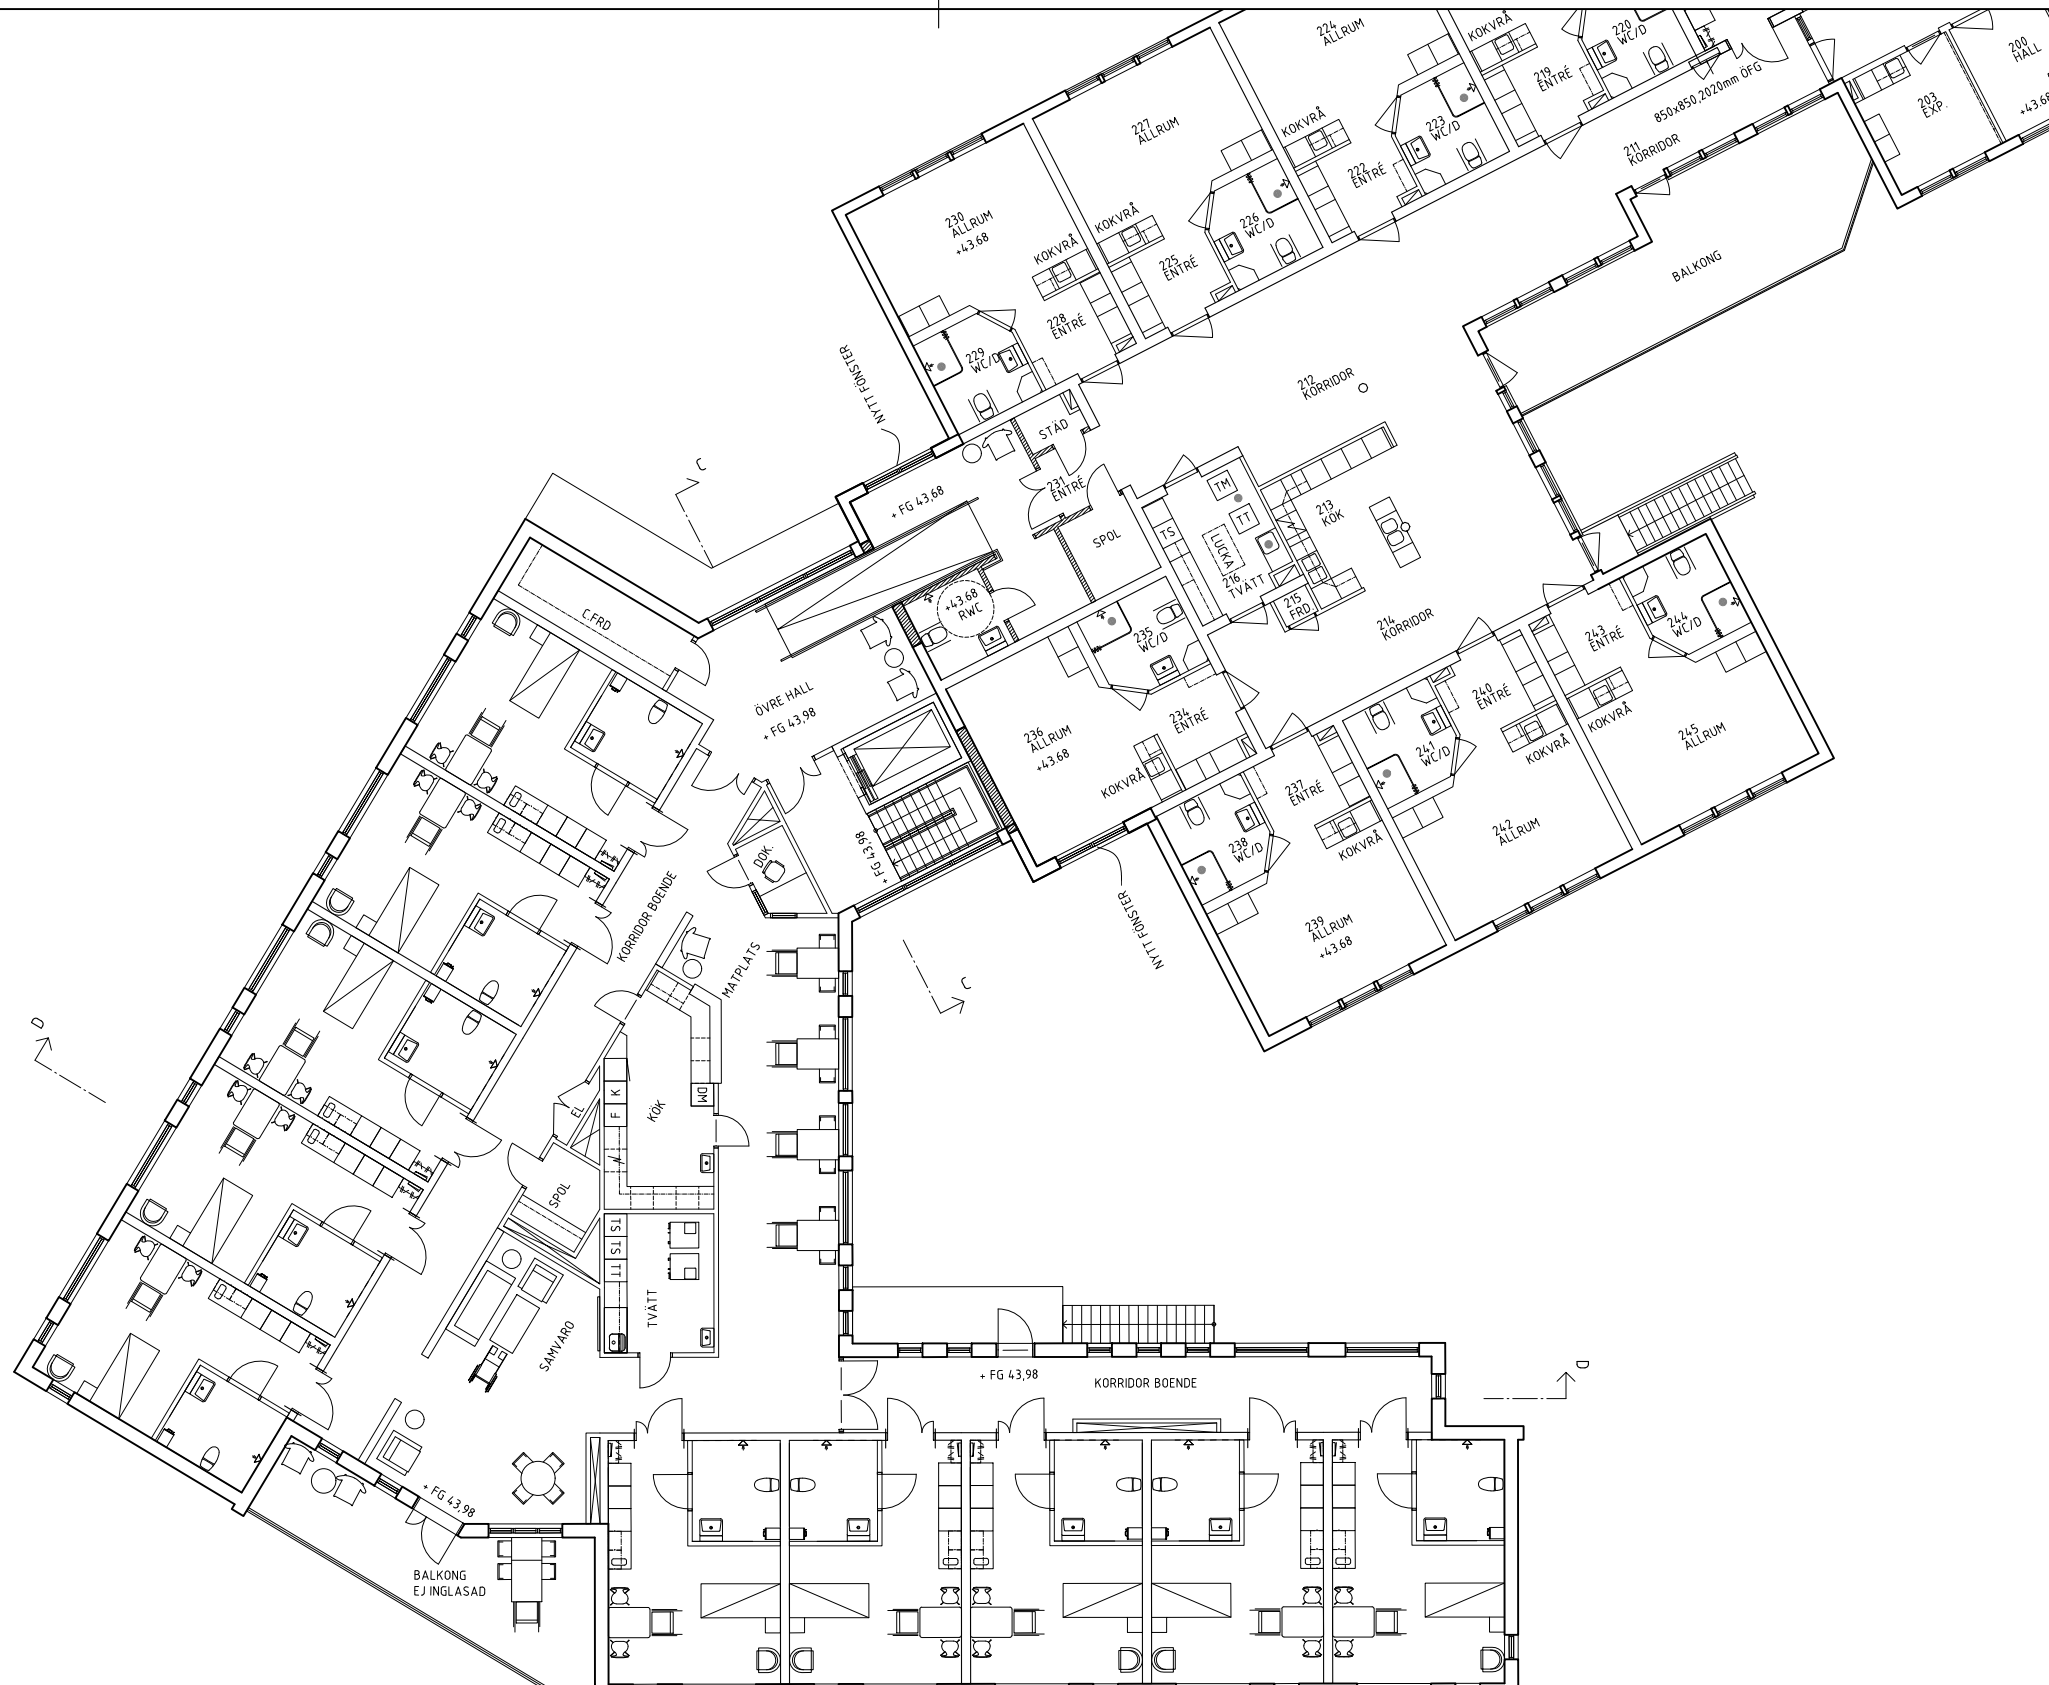 224
ALLRUM
KOKVRÅ
220
WC/D
219
ENTRÉ
850x850,2020mm ÖFG
200
HALL
203
EXP.
+43.68
227
ALLRUM
KOKVRÅ
223
WC/D
222
ENTRÉ
211
KORRIDOR
230
ALLRUM
+43.68
KOKVRÅ
KOKVRÅ
226
WC/D
225
ENTRÉ
BALKONG
228
ENTRÉ
229
WC/D
NYTT FÖNSTER
212
KORRIDOR
STÄD
231
ENTRÉ
C
+ FG 43,68
TM
TT
TS
LUCKA
213
KÖK
SPOL
216
TVÄTT
215
FRD
+43.68
RWC
C.FRD
235
WC/D
214
KORRIDOR
243
ENTRÉ
244
WC/D
ÖVRE HALL
+ FG 43,98
236
ALLRUM
+43.68
234
ENTRÉ
KOKVRÅ
240
ENTRÉ
241
WC/D
KOKVRÅ
KOKVRÅ
245
ALLRUM
237
ENTRÉ
238
WC/D
KOKVRÅ
242
ALLRUM
239
ALLRUM
+43.68
NYTT FÖNSTER
+ FG 43,98
DOK.
KORRIDOR BOENDE
MATPLATS
C
D
K
F
DM
KÖK
EL
SPOL
TS
TS
TT
TVÄTT
SAMVARO
+ FG 43,98
KORRIDOR BOENDE
D
+ FG 43,98
BALKONG
EJ INGLASAD